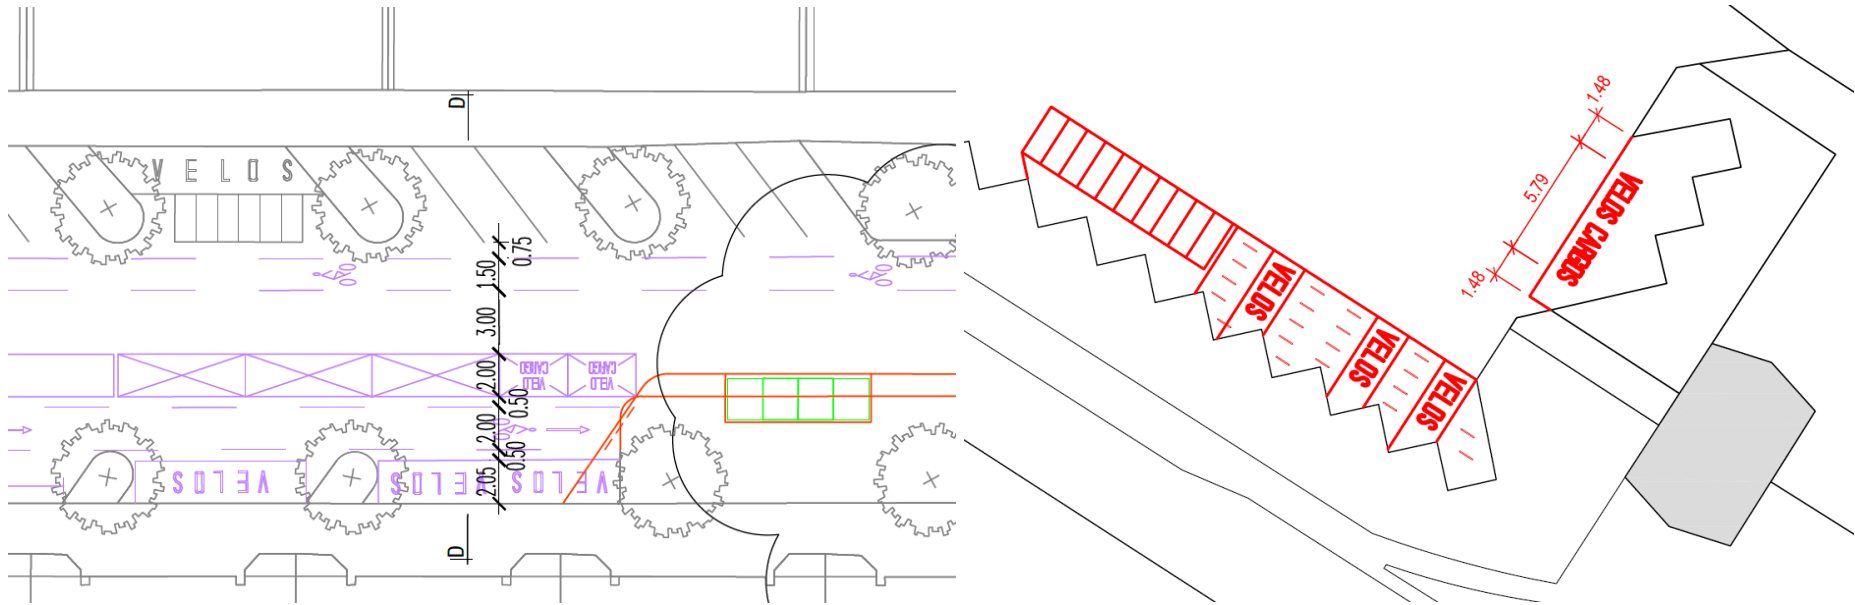 D
VELOS
0.75
1.50
3.00
2.00
VELO
CARGO
VELO
CARGO
0.50
2.00
0.50
2.05
VELOS
VELOS
VELOS
D
1.48
5.79
1.48
VELOS CARGOS
VELOS
VELOS
VELOS